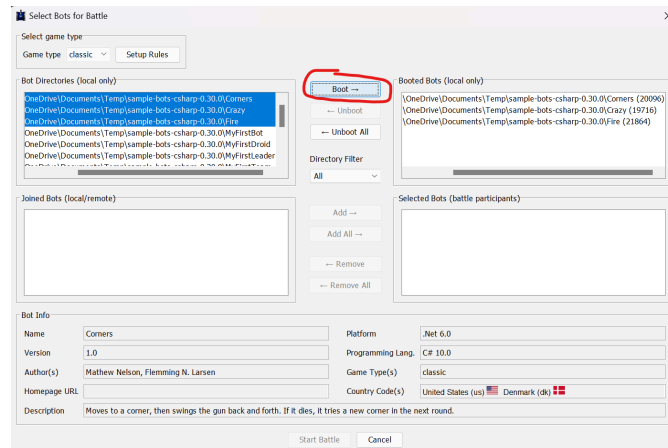 Select Bots for Battle
Select game type
Game type classic Setup Rules
Bot Directories (local only)
OneDrive\Documents\Temp\sample-bots-csharp-0.30.0\Corners
OneDrive\Documents\Temp\sample-bots-csharp-0.30.0\Crazy
OneDrive\Documents\Temp\sample-bots-csharp-0.30.0\Fire
OneDrive\Documents\Temp\sample-bots-csharp-0.30.0\MyFirstBot
OneDrive\Documents\Temp\sample-bots-csharp-0.30.0\MyFirstDroid
OneDrive\Documents\Temp\sample-bots-csharp-0.30.0\MyFirstLeader
OneDrive\Documents\Temp\sample-bots-csharp-0.30.0\MyFirstTeam
Boot →
← Unboot
← Unboot All
Directory Filter
All
Booted Bots (local only)
\OneDrive\Documents\Temp\sample-bots-csharp-0.30.0\Corners (20096)
\OneDrive\Documents\Temp\sample-bots-csharp-0.30.0\Crazy (19716)
\OneDrive\Documents\Temp\sample-bots-csharp-0.30.0\Fire (21864)
Joined Bots (local/remote)
Add →
Add All →
← Remove
← Remove All
Selected Bots (battle participants)
Bot Info
Name Corners Platform .Net 6.0
Version 1.0 Programming Lang. C# 10.0
Author(s) Mathew Nelson, Flemming N. Larsen Game Type(s) classic
Homepage URL Country Code(s) United States (us) Denmark (dk)
Description Moves to a corner, then swings the gun back and forth. If it dies, it tries a new corner in the next round.
Start Battle Cancel